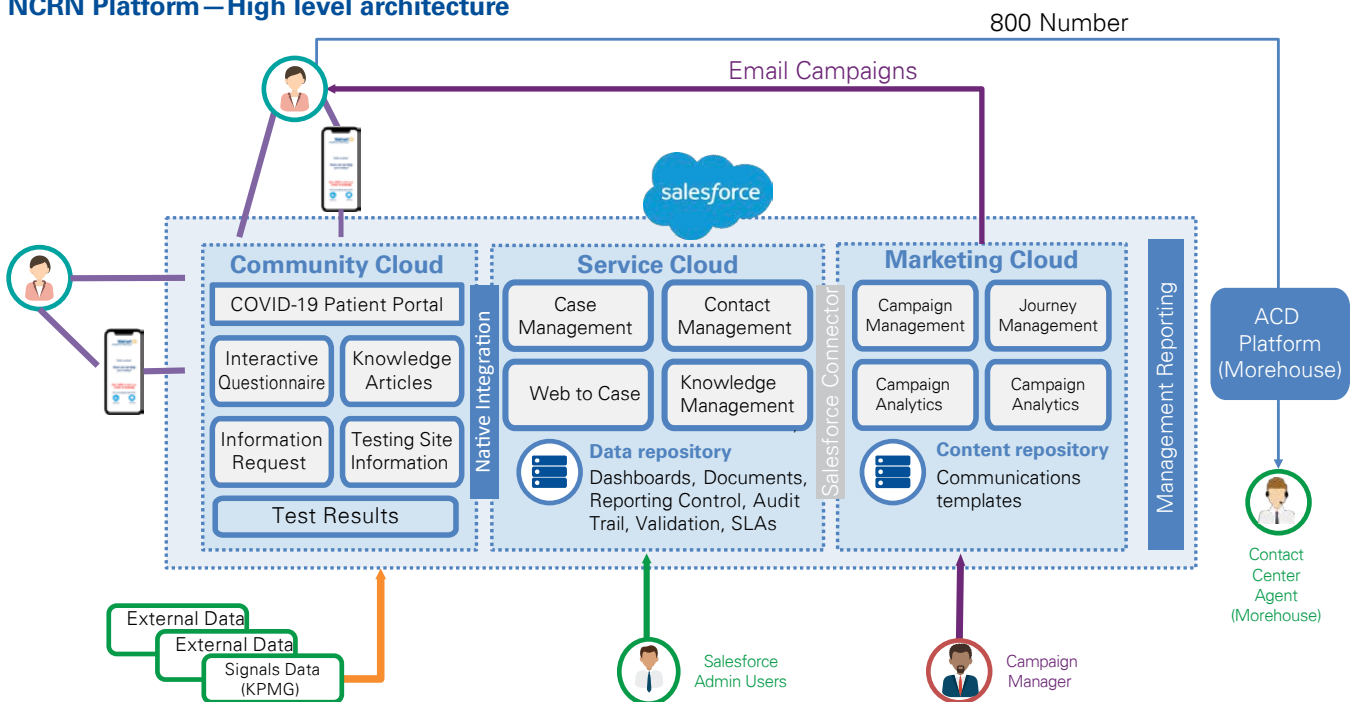 NCRN Platform—High level architecture
800 Number
Email Campaigns
salesforce
Community Cloud
COVID-19 Patient Portal
Interactive
Questionnaire
Knowledge
Articles
Information
Request
Testing Site
Information
Test Results
Native Integration
Service Cloud
Case
Management
Contact
Management
Web to Case
Knowledge
Management
Data repository
Dashboards, Documents,
Reporting Control, Audit
Trail, Validation, SLAs
Salesforce Connector
Marketing Cloud
Campaign
Management
Journey
Management
Campaign
Analytics
Campaign
Analytics
Content repository
Communications
templates
Management Reporting
ACD
Platform
(Morehouse)
Contact
Center
Agent
(Morehouse)
External Data
External Data
Signals Data
(KPMG)
Salesforce
Admin Users
Campaign
Manager